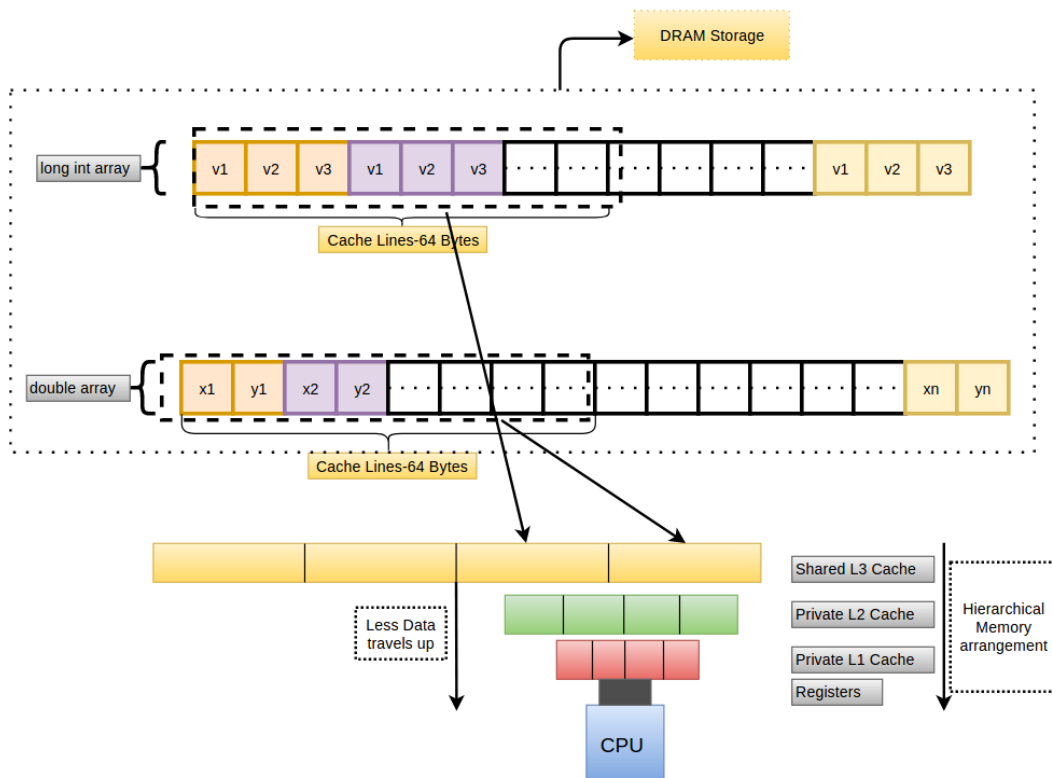 DRAM Storage
long int array
v1 v2 v3 v1 v2 v3 v1 v2 v3
Cache Lines-64 Bytes
double array
x1 y1 x2 y2 xn yn
Cache Lines-64 Bytes
Shared L3 Cache
Less Data
travels up
Private L2 Cache
Hierarchical
Memory
arrangement
Private L1 Cache
Registers
CPU